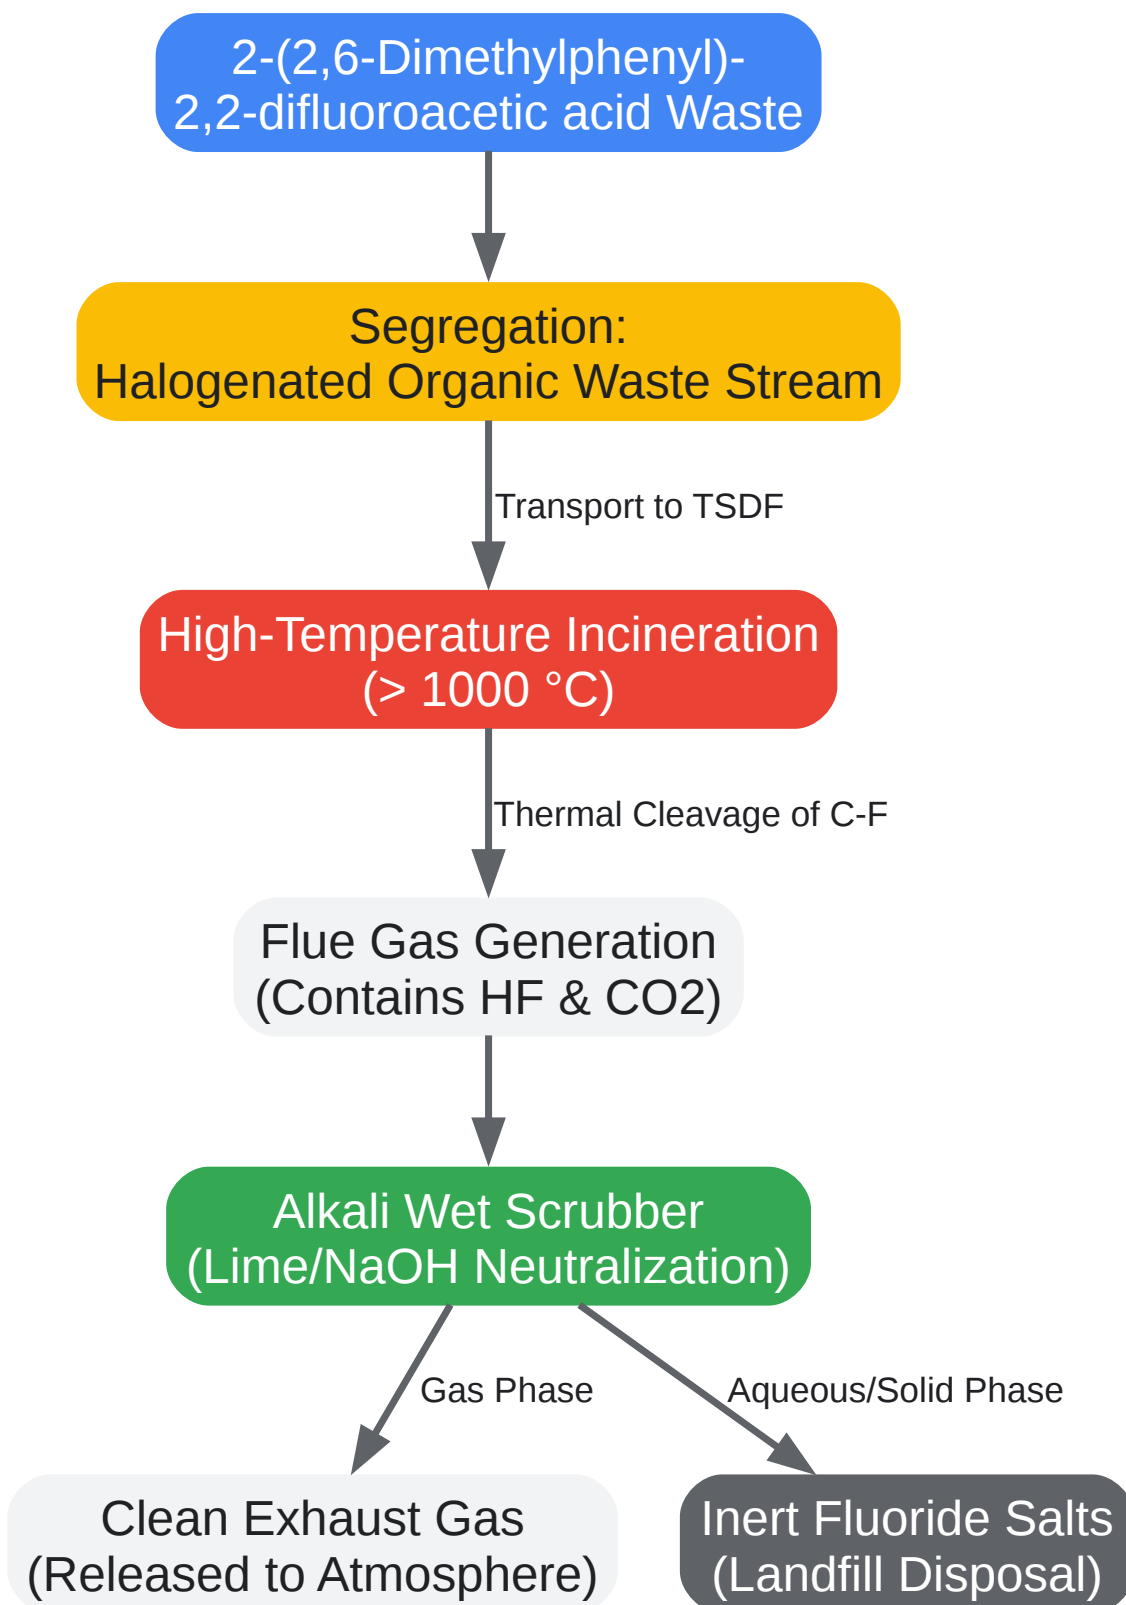 2-(2,6-Dimethylphenyl)-
2,2-difluoroacetic acid Waste
Segregation:
Halogenated Organic Waste Stream
Transport to TSDF
High-Temperature Incineration
(> 1000 °C)
Thermal Cleavage of C-F
Flue Gas Generation
(Contains HF & CO2)
Alkali Wet Scrubber
(Lime/NaOH Neutralization)
Gas Phase
Aqueous/Solid Phase
Clean Exhaust Gas
(Released to Atmosphere)
Inert Fluoride Salts
(Landfill Disposal)